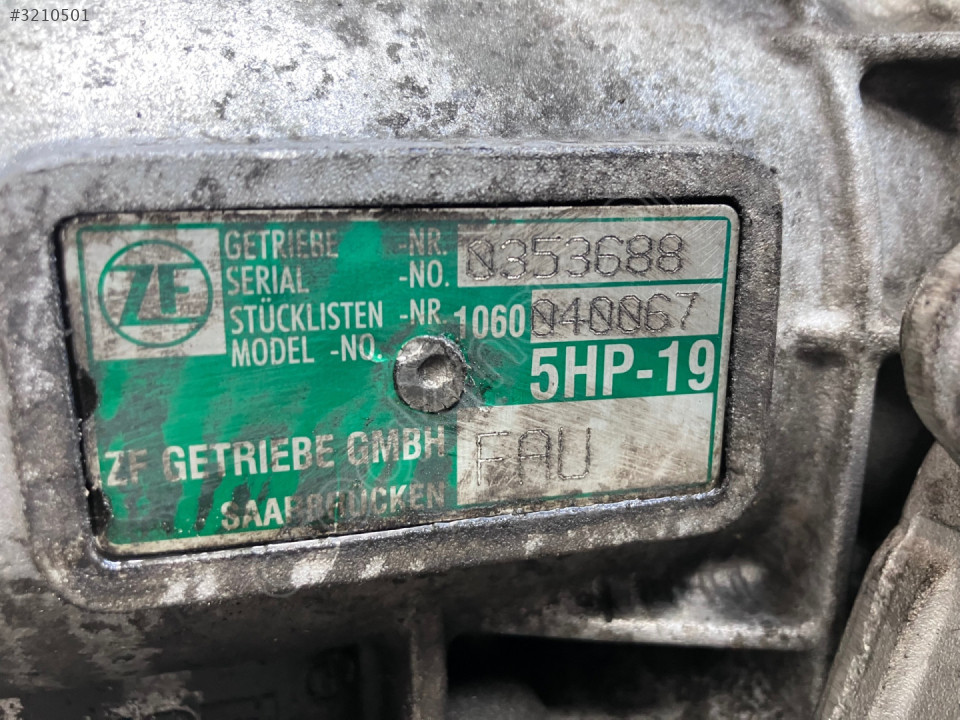 #3210501
ZF
GETRIEBE -NR.
SERIAL -NO.
0353688
STÜCKLISTEN -NR.
MODEL -NO.
1060 040067
5HP-19
ZF GETRIEBE GMBH
SAARBRÜCKEN
FAU